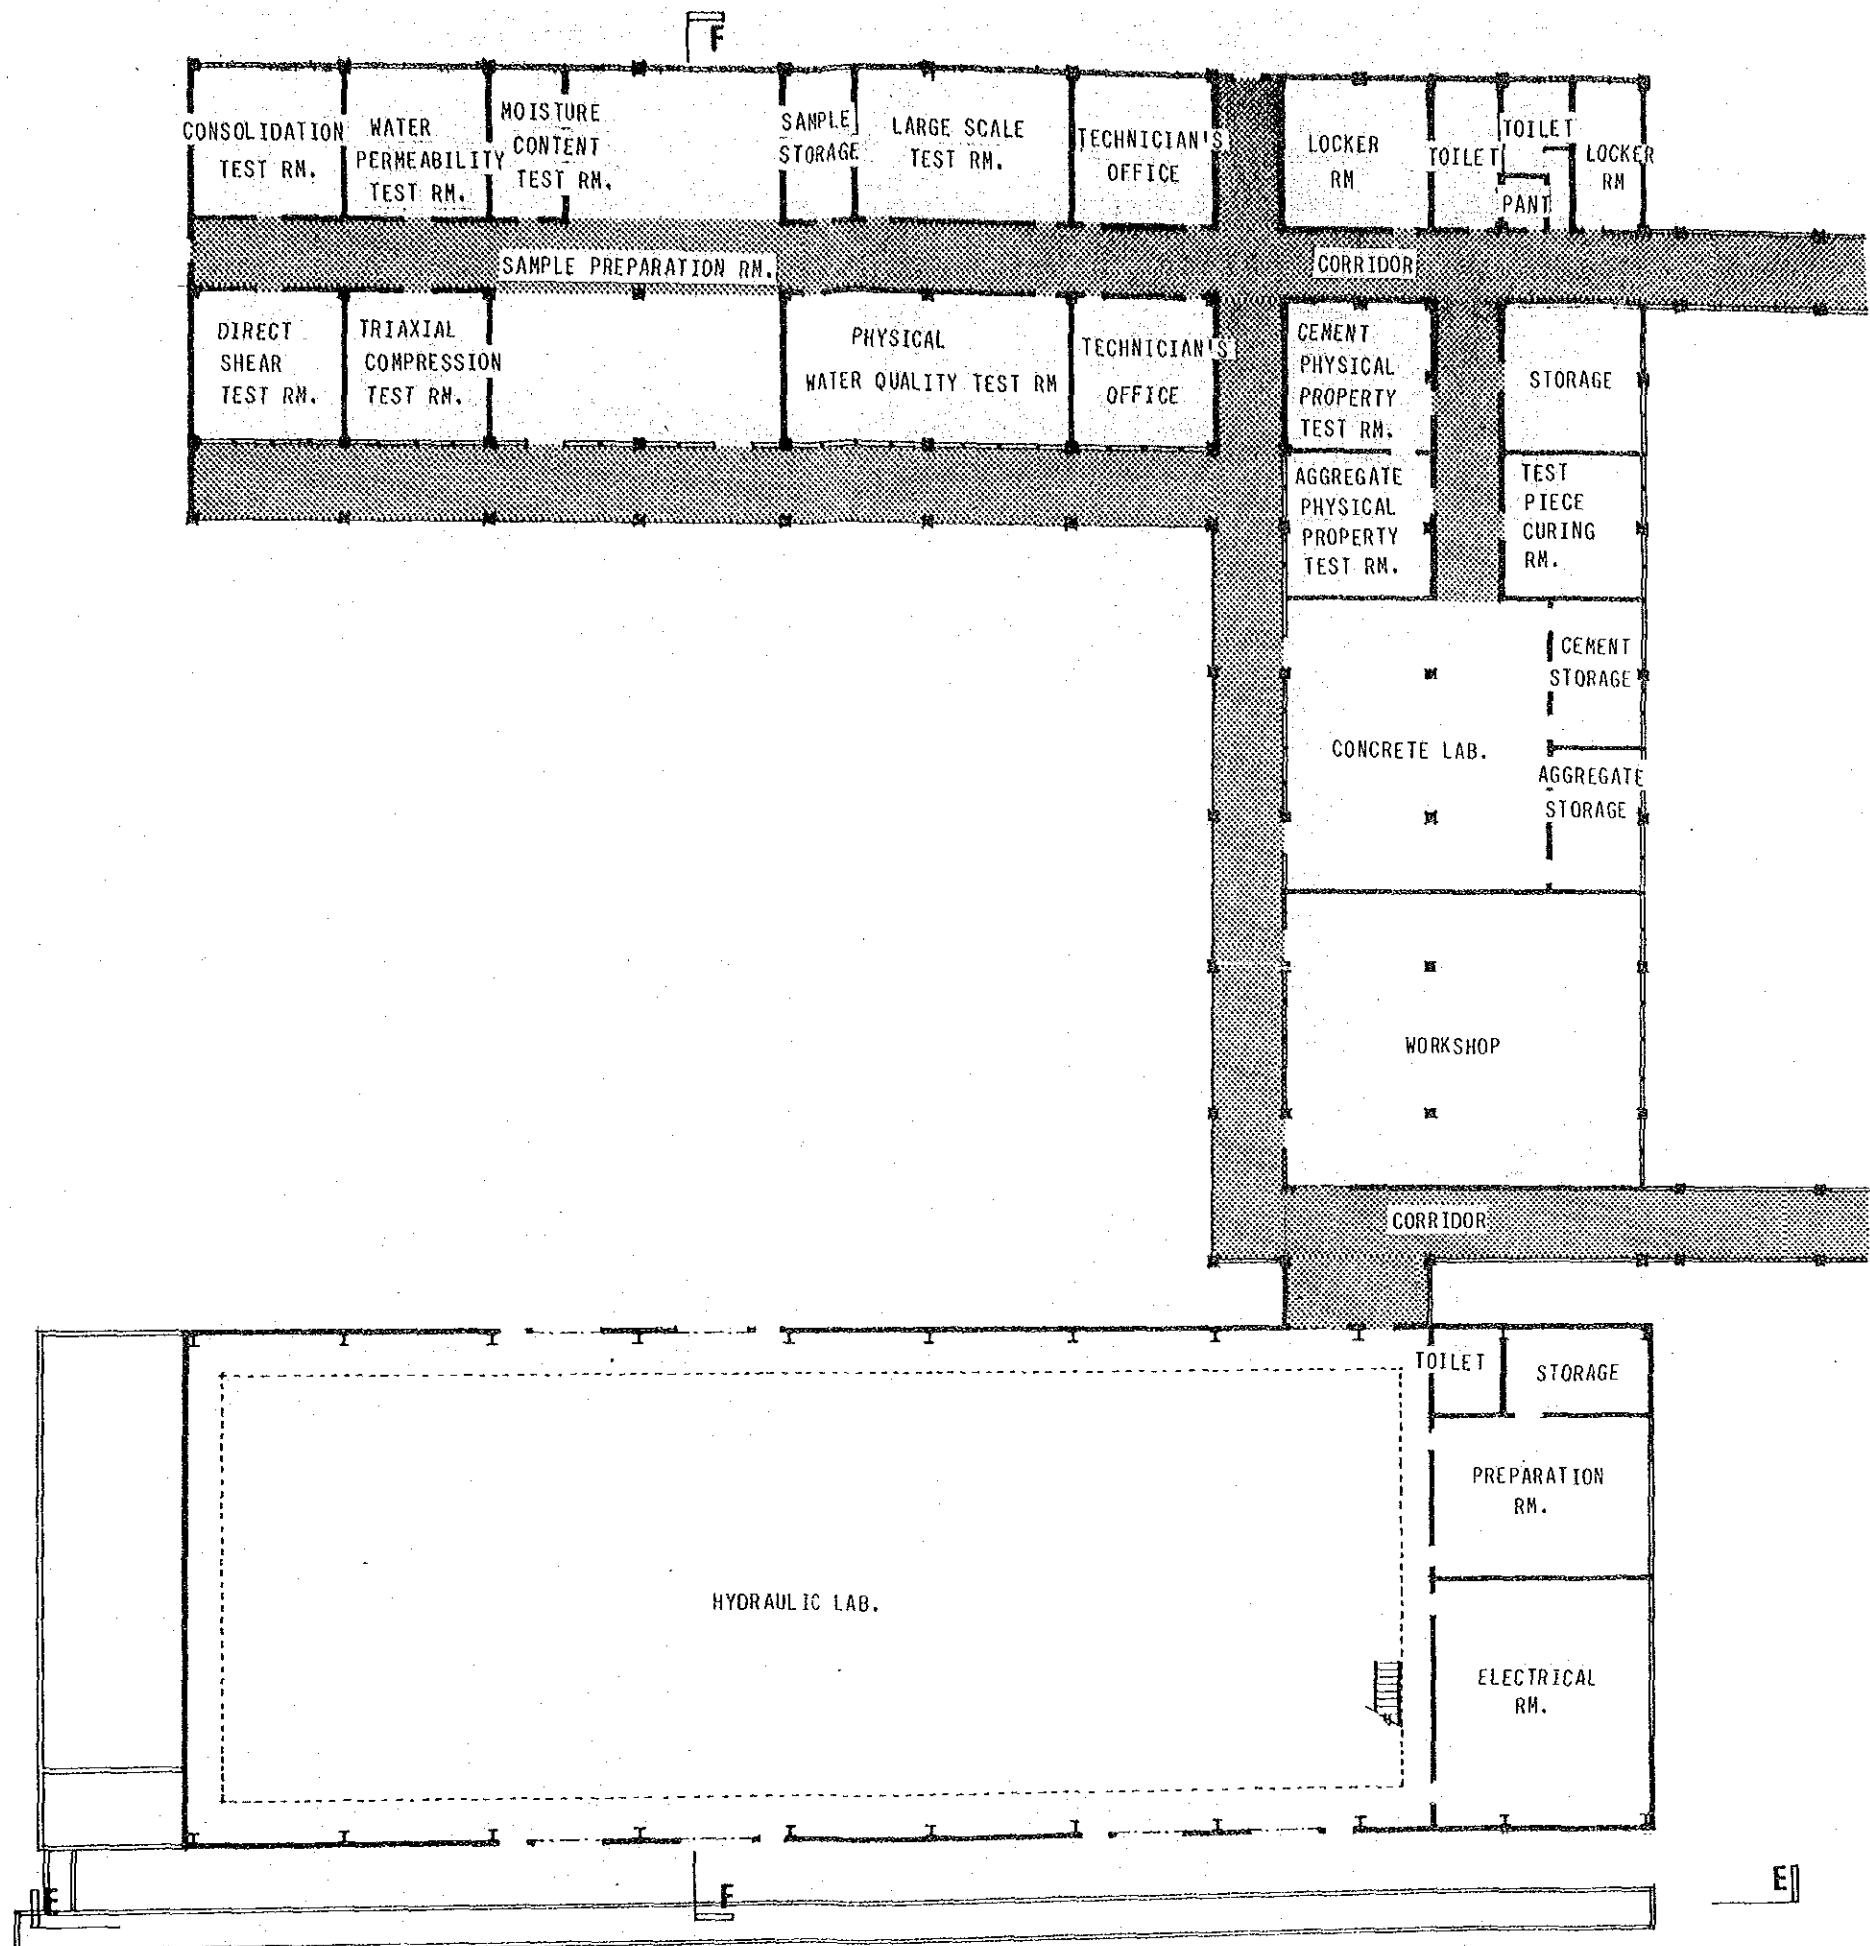 F
CONSOLIDATION
TEST RM.
WATER
PERMEABILITY
TEST RM.
MOISTURE
CONTENT
TEST RM.
SAMPLE
STORAGE
LARGE SCALE
TEST RM.
TECHNICIAN'S
OFFICE
LOCKER
RM
TOILET
TOILET
PANT
LOCKER
RM
SAMPLE PREPARATION RM.
CORRIDOR
DIRECT
SHEAR
TEST RM.
TRIAXIAL
COMPRESSION
TEST RM.
PHYSICAL
WATER QUALITY TEST RM
TECHNICIAN'S
OFFICE
CEMENT
PHYSICAL
PROPERTY
TEST RM.
STORAGE
AGGREGATE
PHYSICAL
PROPERTY
TEST RM.
TEST
PIECE
CURING
RM.
CEMENT
STORAGE
CONCRETE LAB.
AGGREGATE
STORAGE
WORKSHOP
CORRIDOR
TOILET
STORAGE
PREPARATION
RM.
HYDRAULIC LAB.
ELECTRICAL
RM.
E
F
E